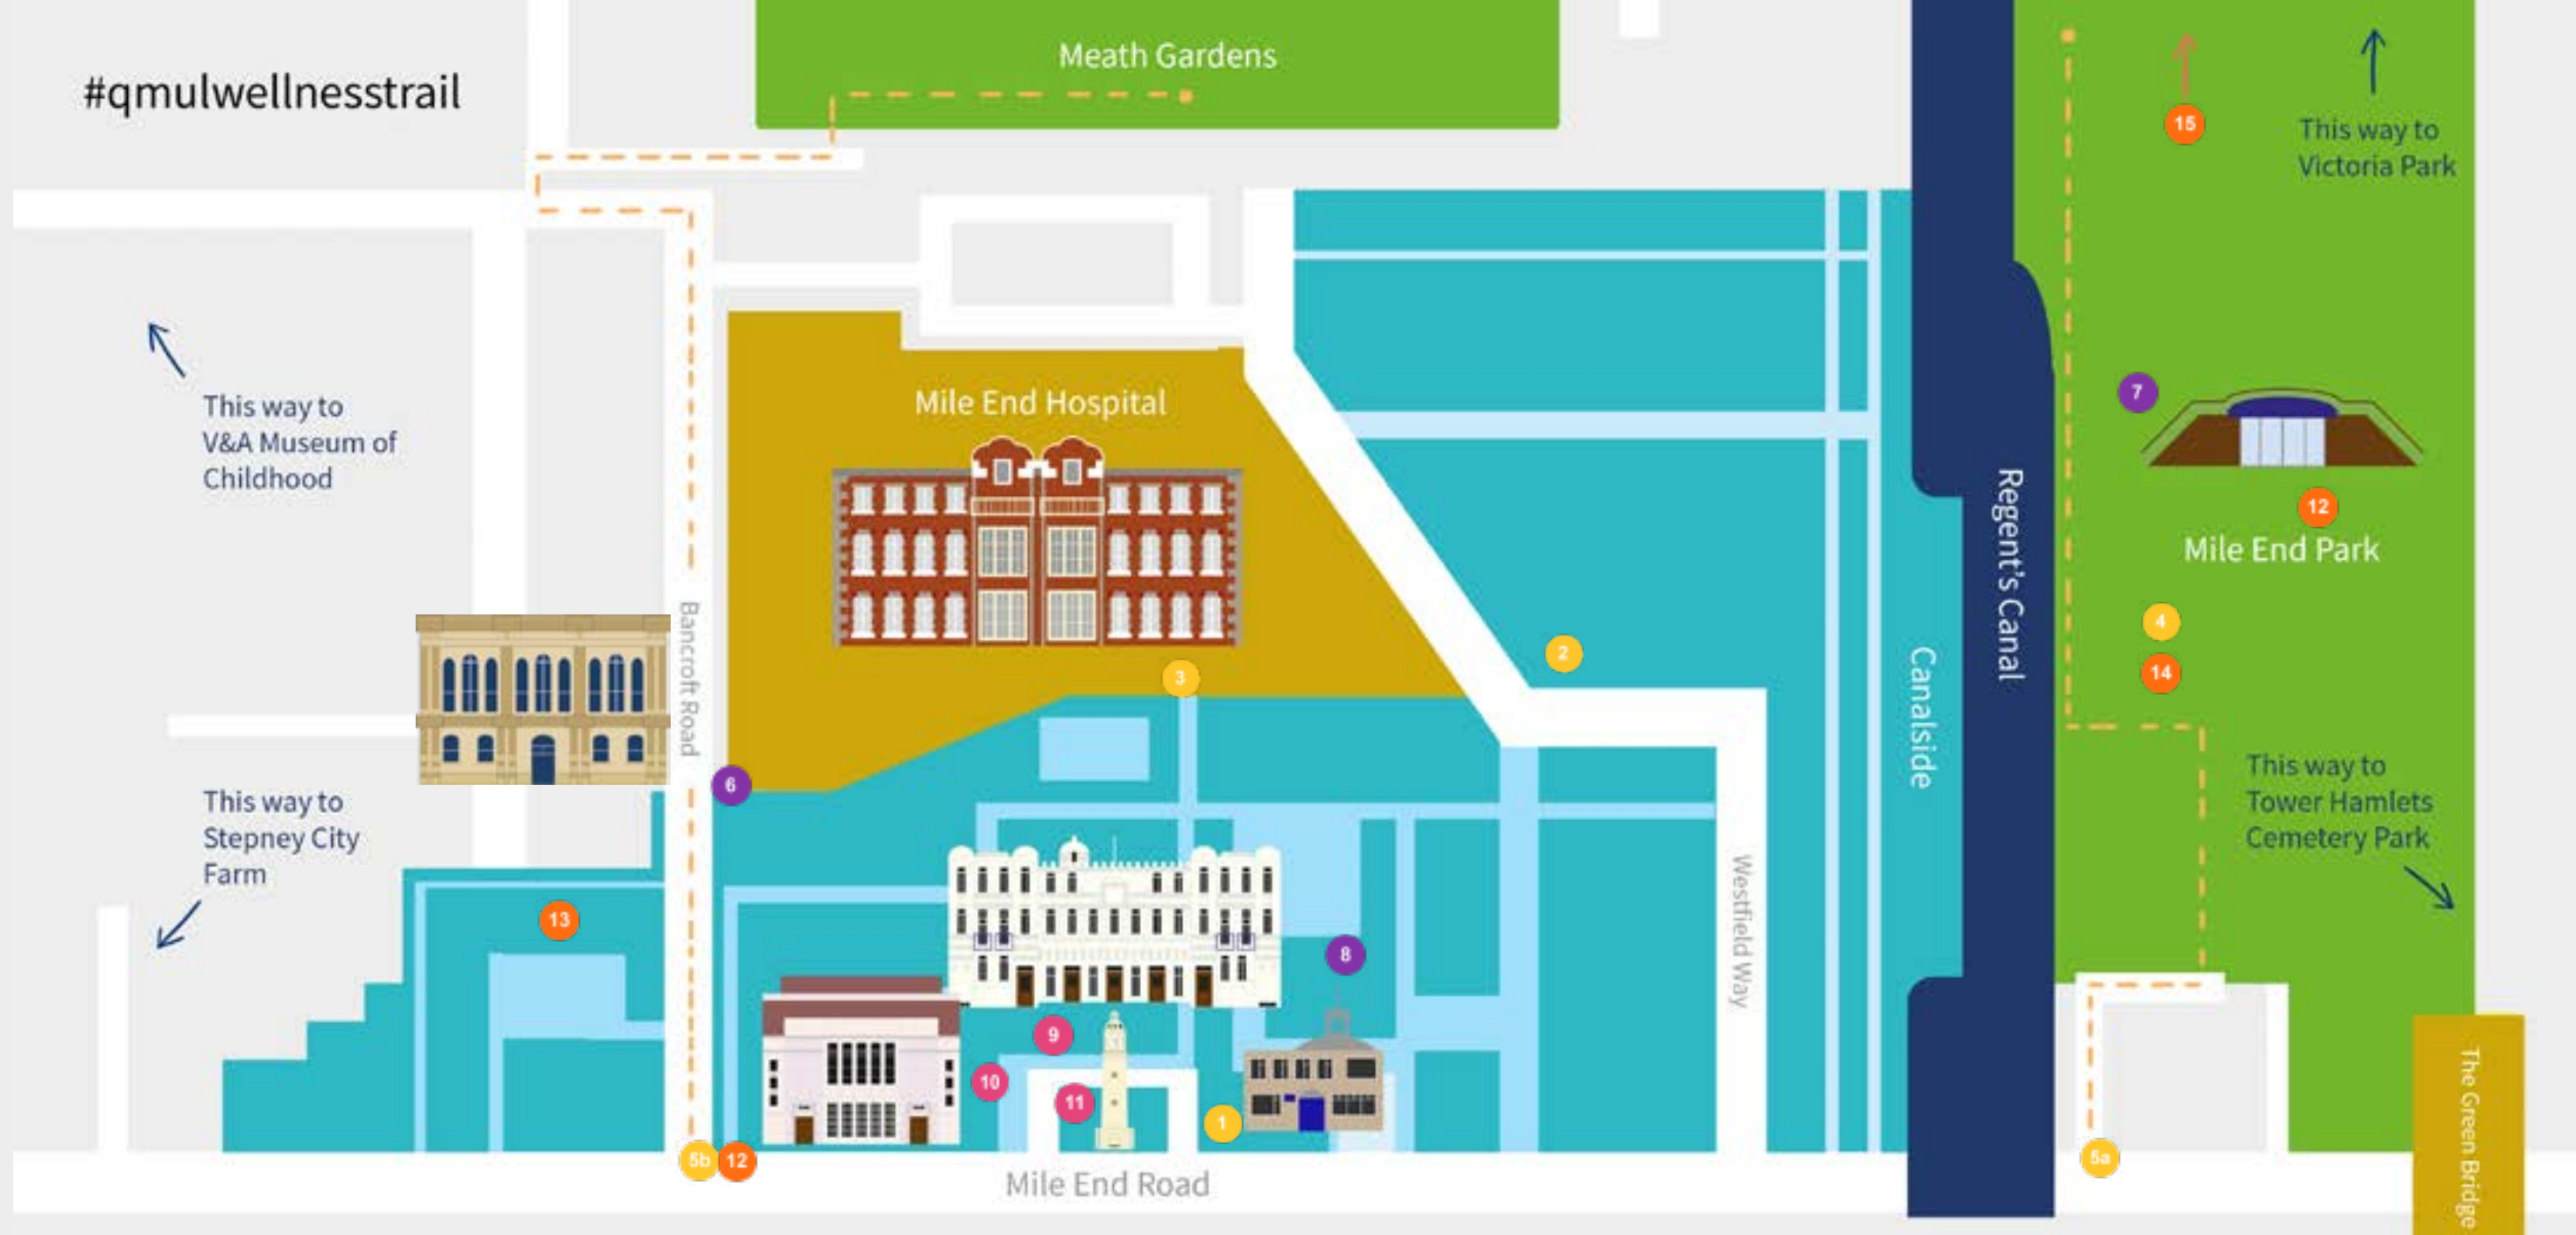 #qmulwellnesstrail
Meath Gardens
15
This way to
Victoria Park
This way to
V&A Museum of
Childhood
Mile End Hospital
7
12
Mile End Park
Regent's Canal
Canalside
Bancroft Road
2
3
4
14
6
This way to
Stepney City
Farm
This way to
Tower Hamlets
Cemetery Park
Westfield Way
13
8
9
10
11
1
5b
12
Mile End Road
5a
The Green Bridge